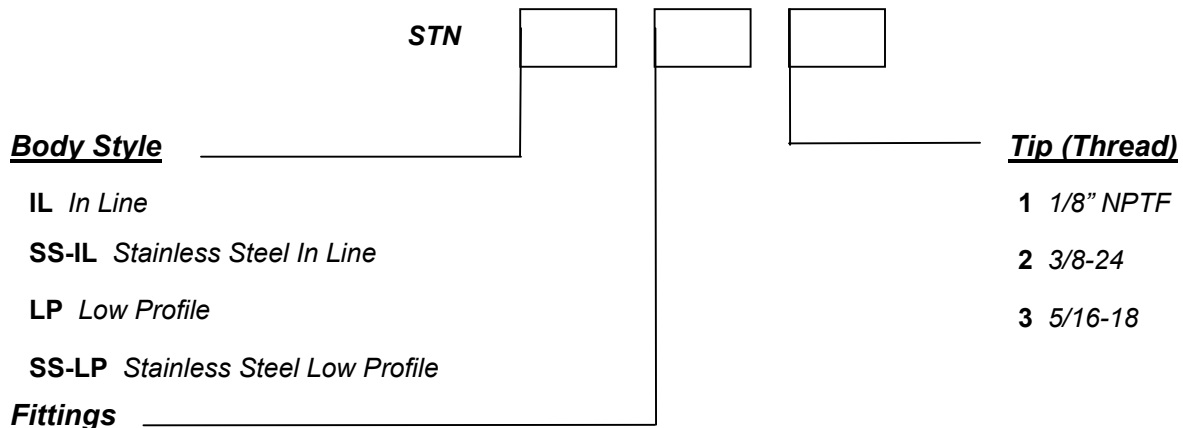 STN
Body Style
Tip (Thread)
IL In Line
1 1/8” NPTF
SS-IL Stainless Steel In Line
2 3/8-24
LP Low Profile
3 5/16-18
SS-LP Stainless Steel Low Profile
Fittings